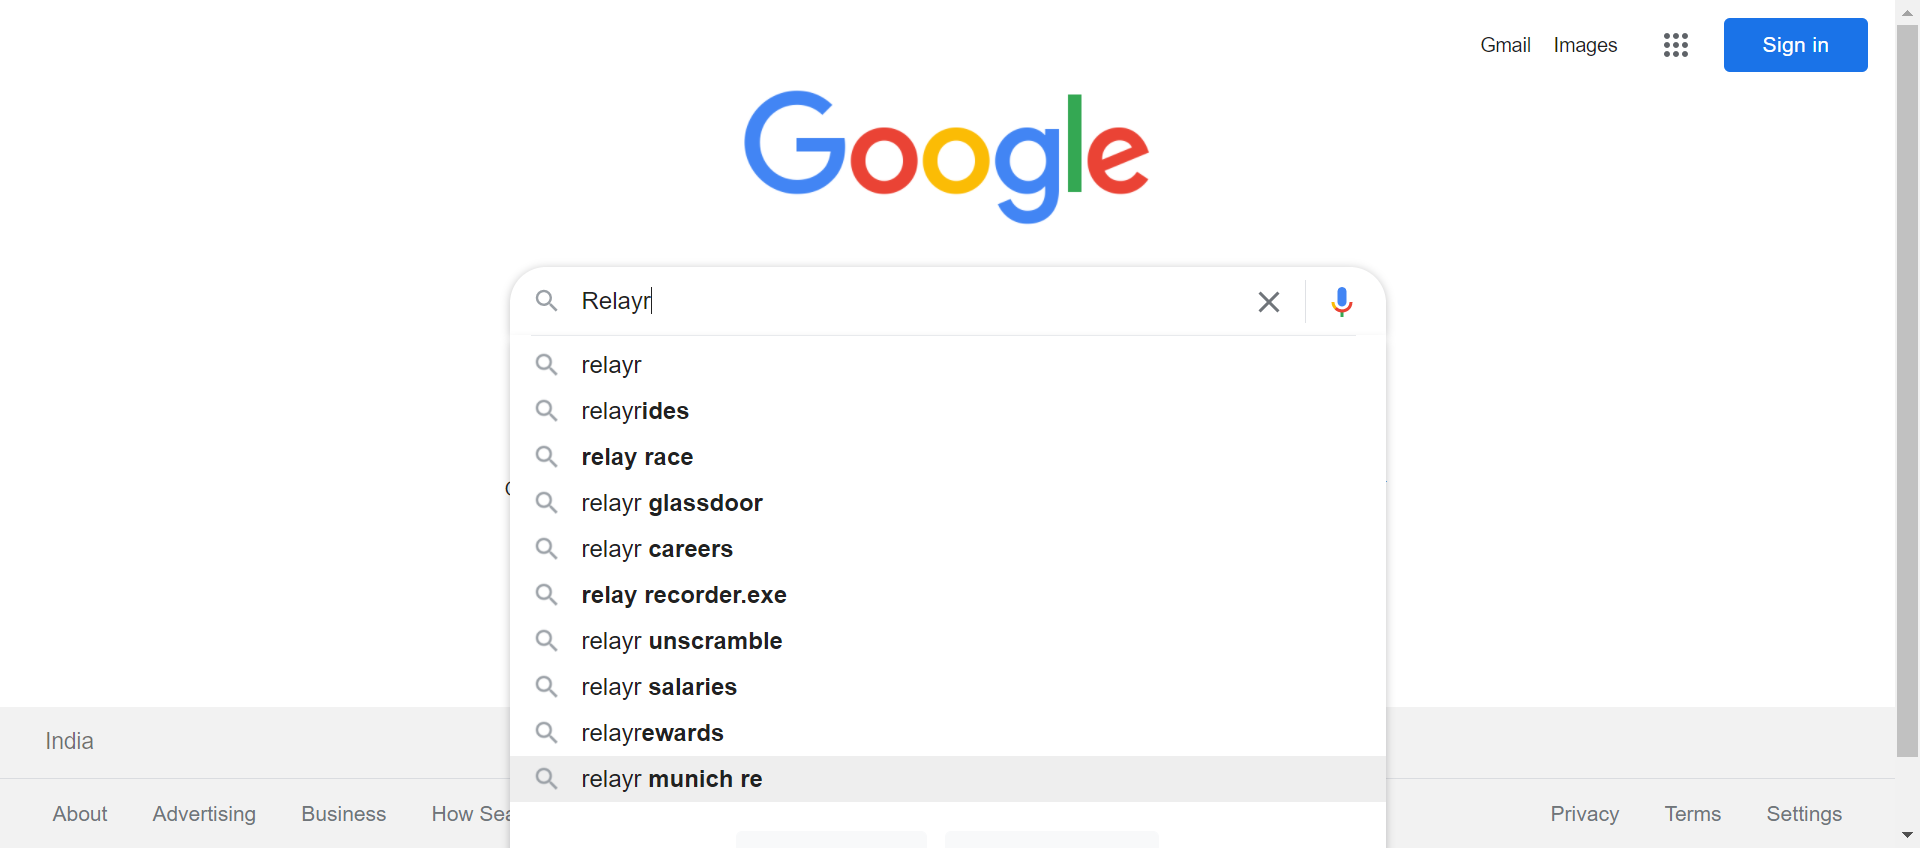 Gmail Images Sign in
Google
Relayr
relayr
relayrides
relay race
relayr glassdoor
relayr careers
relay recorder.exe
relayr unscramble
relayr salaries
relayrewards
relayr munich re
India
About Advertising Business How Sea Privacy Terms Settings